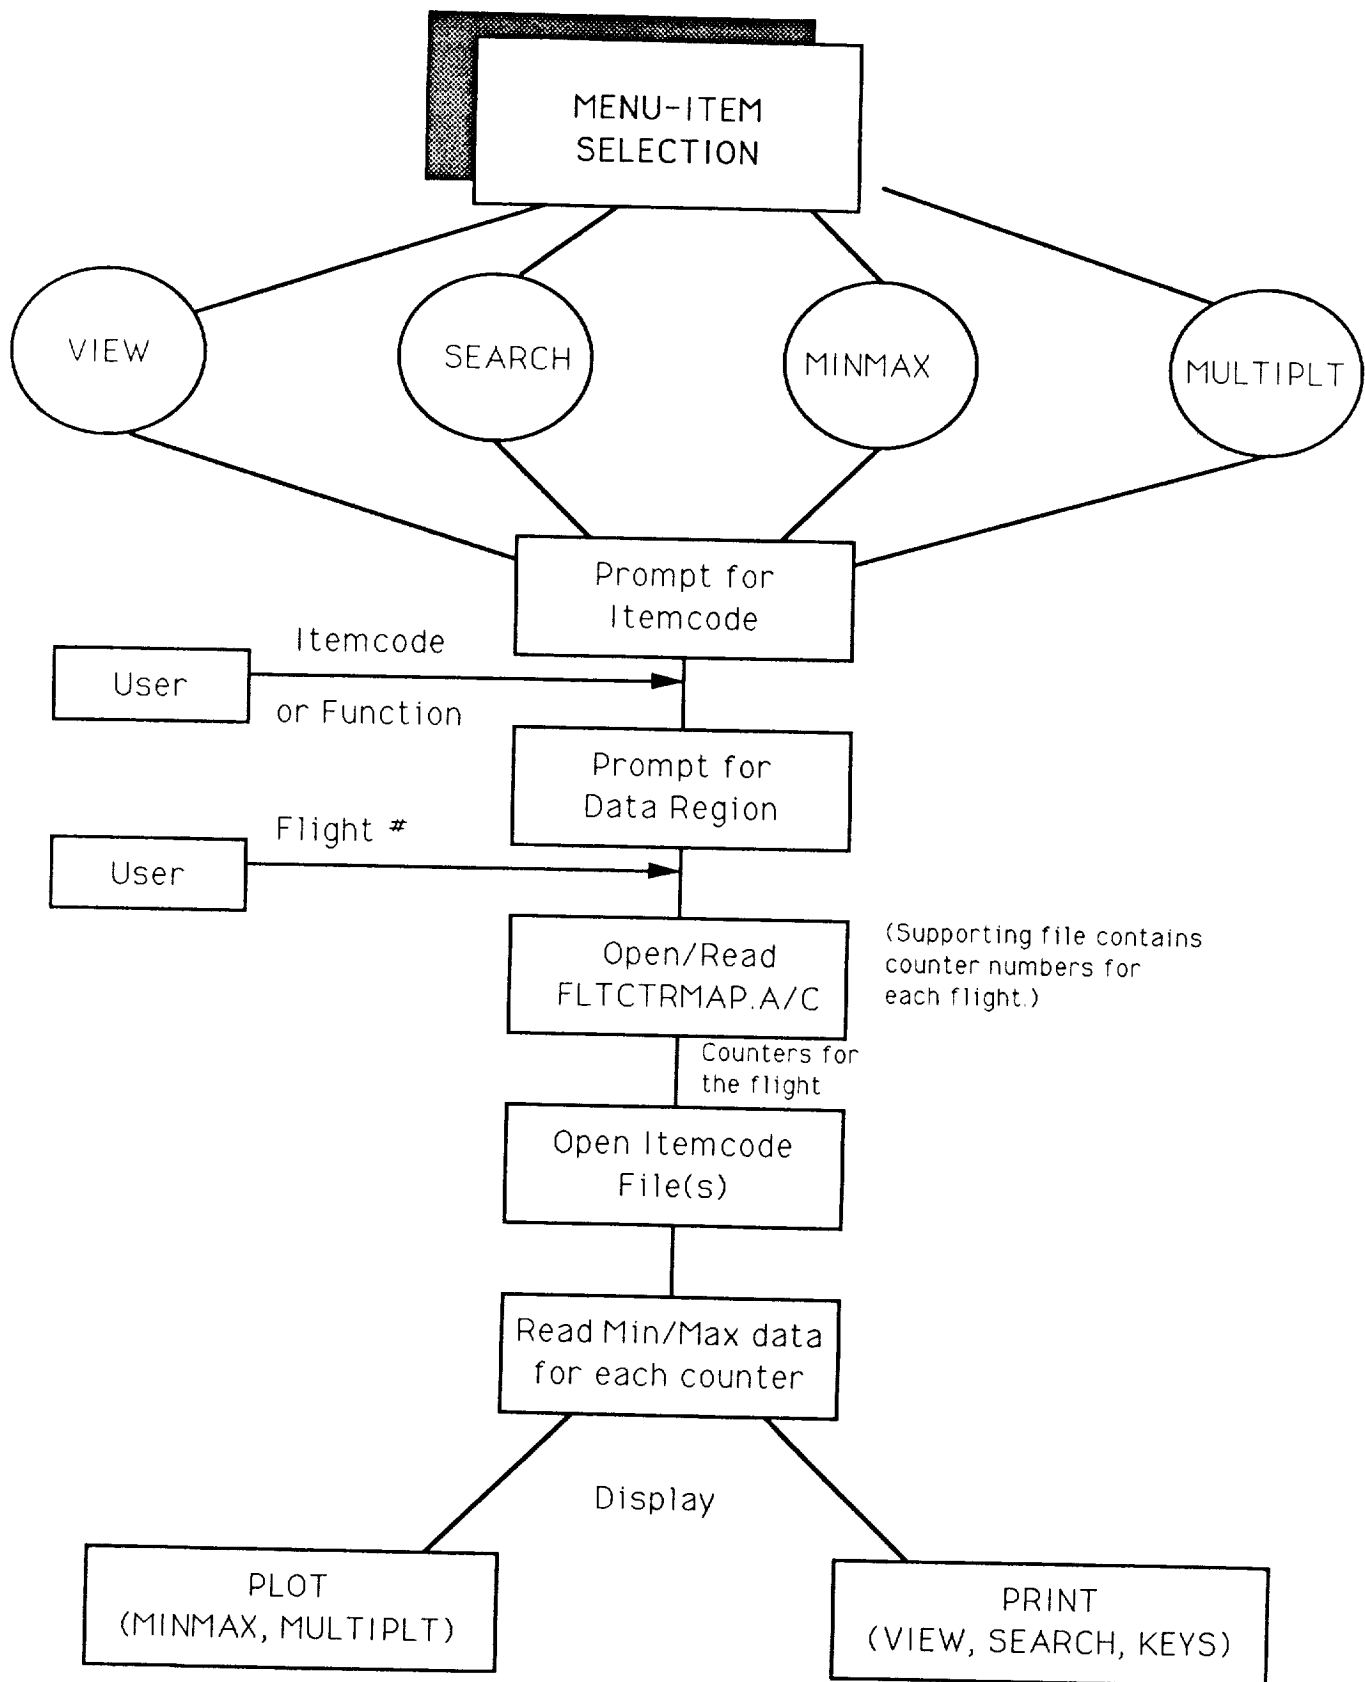 MENU-ITEM
SELECTION
VIEW
SEARCH
MINMAX
MULTIPLT
Prompt for
Itemcode
Itemcode
User
or Function
Prompt for
Data Region
Flight #
User
Open/Read
FLTCTRMAP.A/C
(Supporting file contains
counter numbers for
each flight.)
Counters for
the flight
Open Itemcode
File(s)
Read Min/Max data
for each counter
Display
PLOT
(MINMAX, MULTIPLT)
PRINT
(VIEW, SEARCH, KEYS)